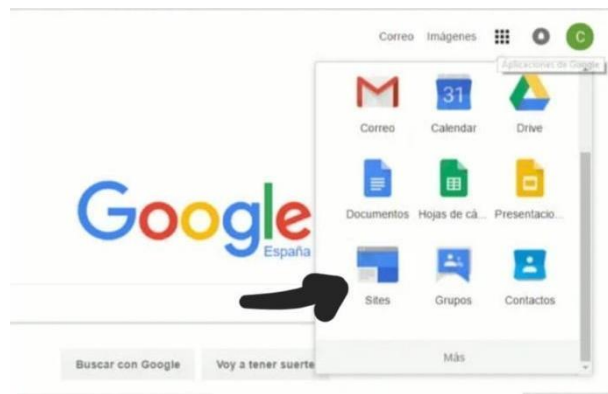 Correo Imágenes C
Aplicaciones de Google
31
Correo Calendar Drive
Documentos Hojas de cá... Presentacio...
Google
España
Sites Grupos Contactos
Más
Buscar con Google Voy a tener suerte